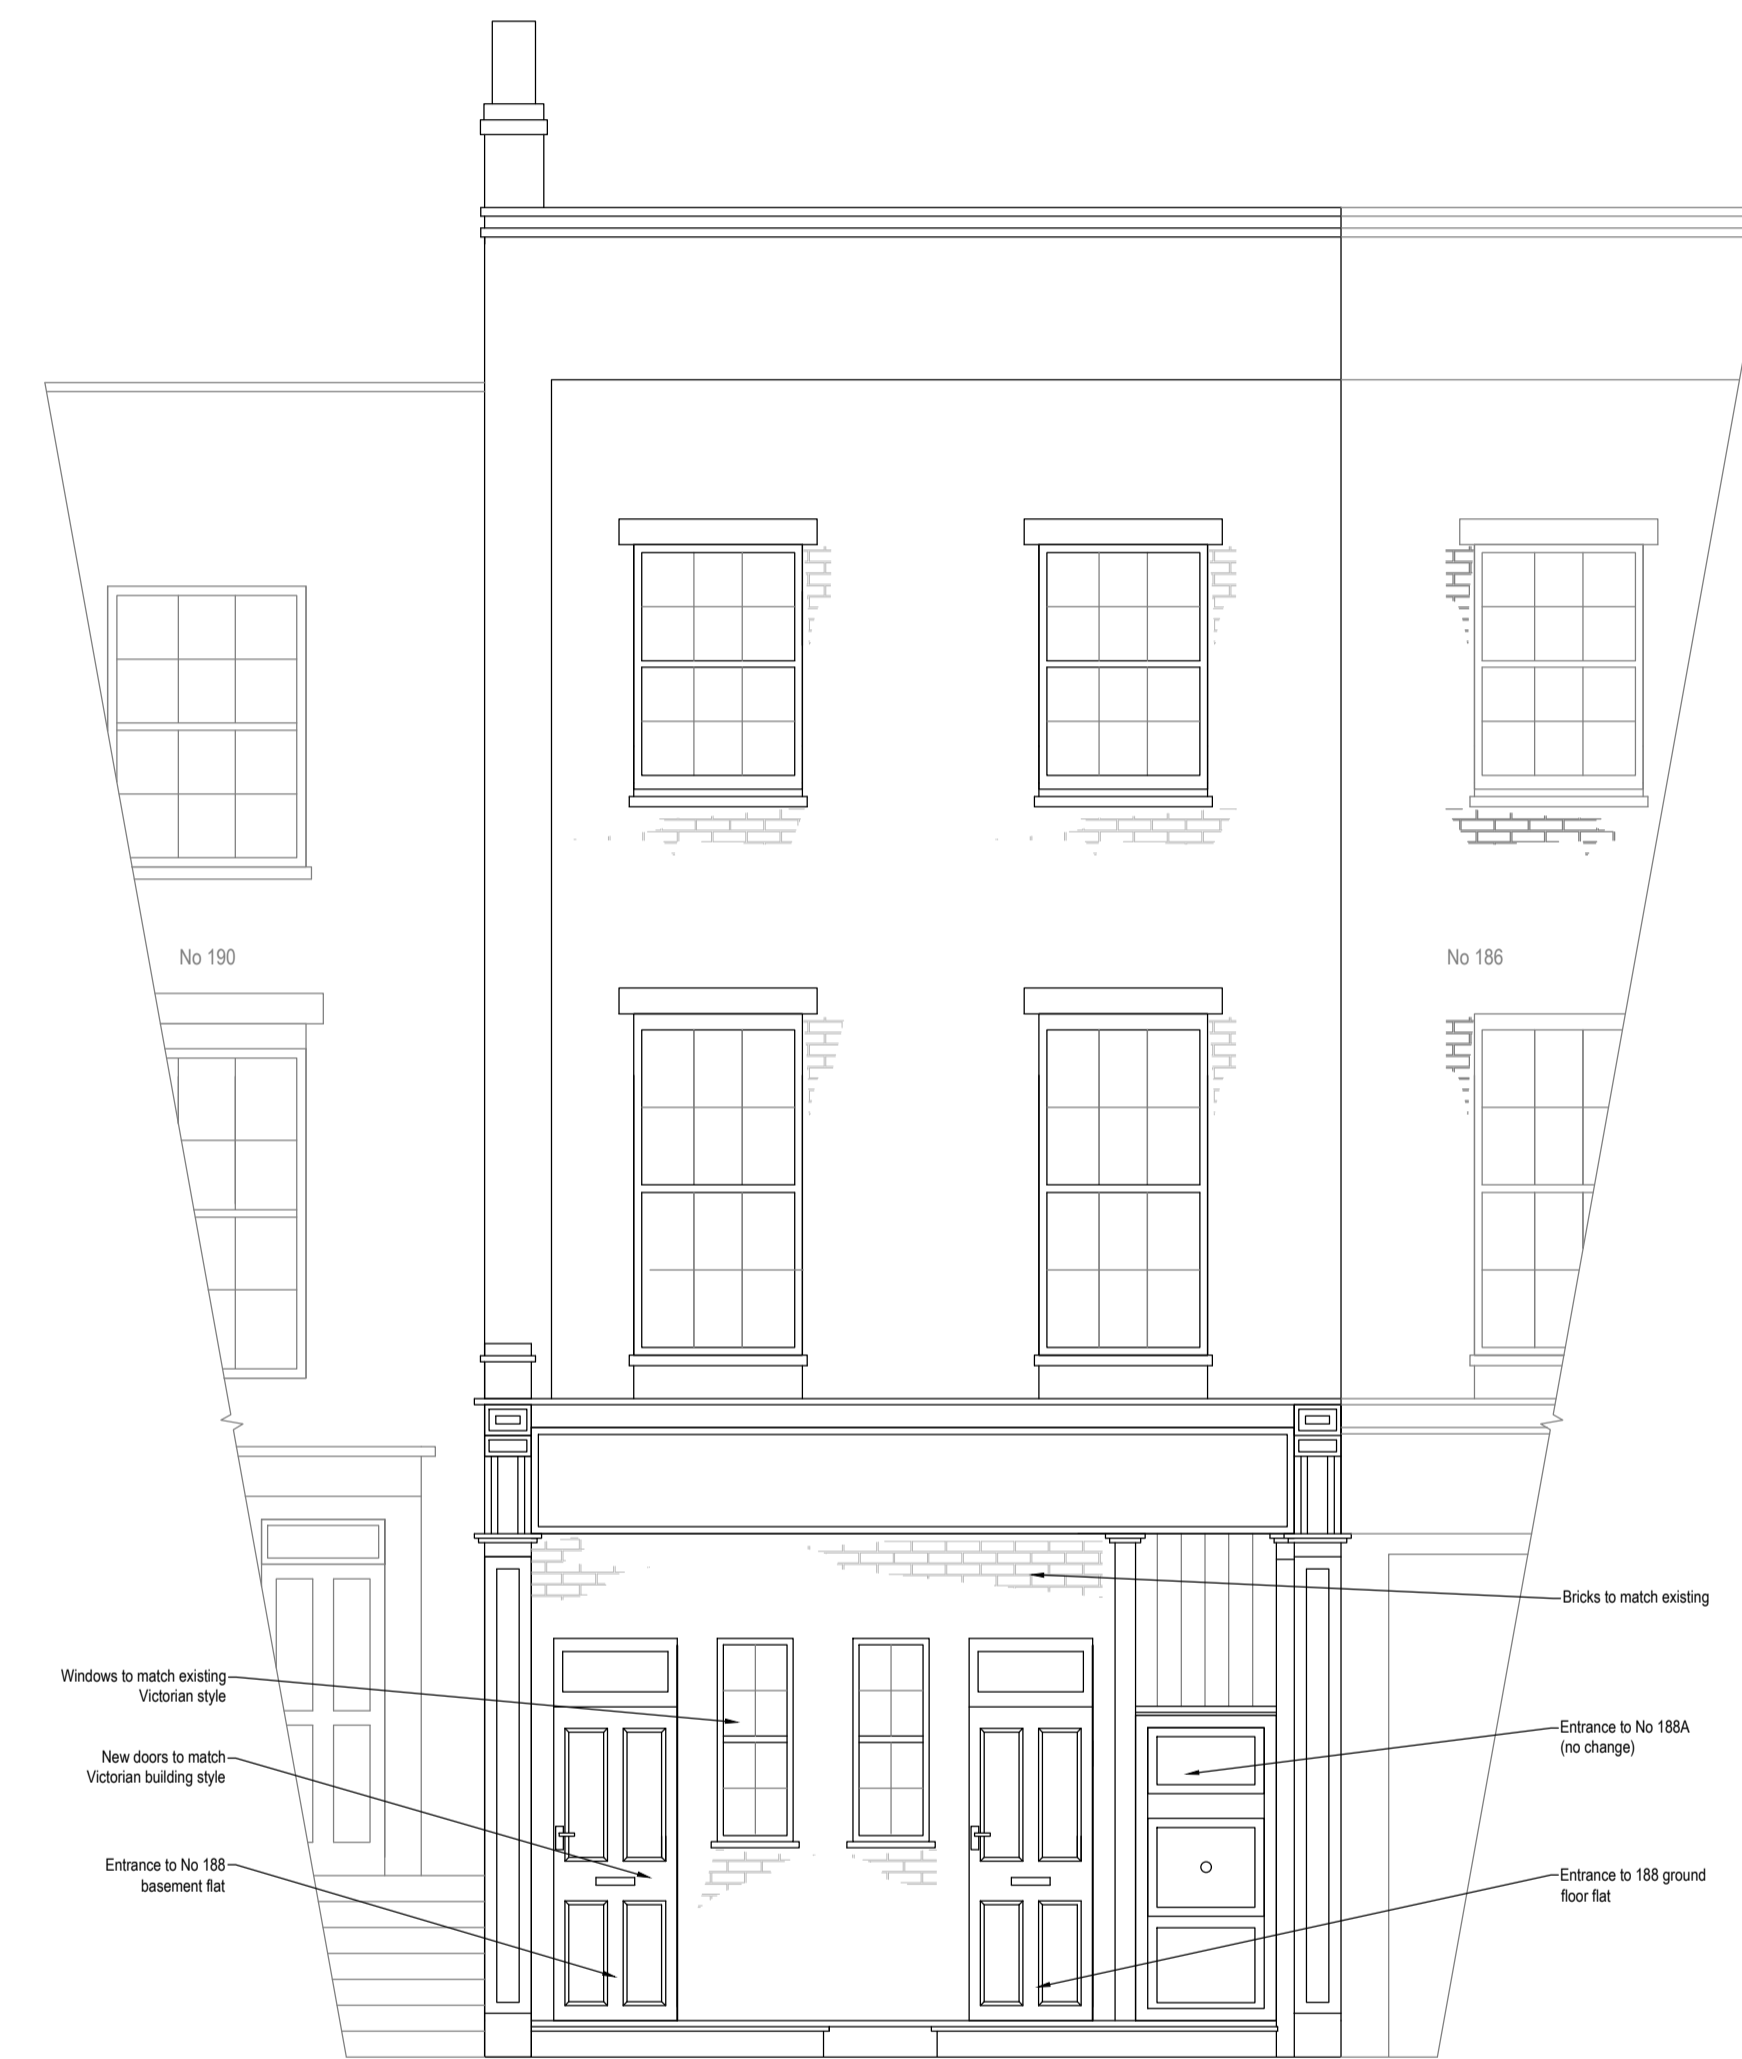 No 190
No 186
Bricks to match existing
Windows to match existing
Victorian style
Entrance to No 188A
(no change)
New doors to match
Victorian building style
Entrance to No 188
basement flat
Entrance to 188 ground
floor flat